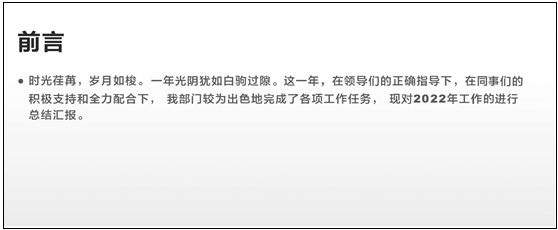 前言
● 时光荏苒，岁月如梭。一年光阴犹如白驹过隙。这一年，在领导们的正确指导下，在同事们的
积极支持和全力配合下， 我部门较为出色地完成了各项工作任务， 现对2022年工作的进行
总结汇报。